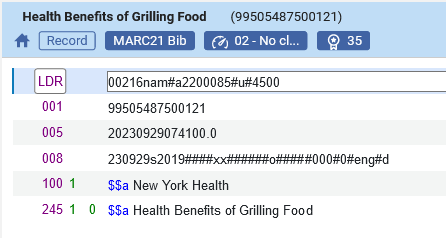 Health Benefits of Grilling Food (99505487500121)
Record MARC21 Bib 02 - No cl... 35
LDR 00216nam#a2200085#u#4500
001 99505487500121
005 20230929074100.0
008 230929s2019####xx######o#####000#0#eng#d
100 1 $$a New York Health
245 1 0 $$a Health Benefits of Grilling Food